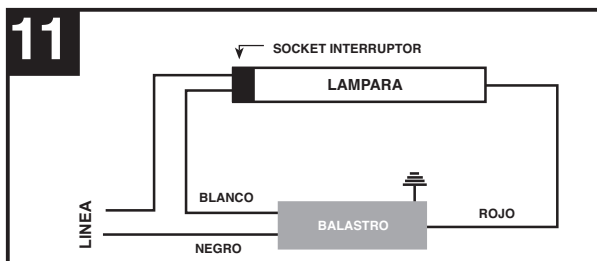 11
SOCKET INTERRUPTOR
LAMPARA
BLANCO
LINEA
BALASTRO
ROJO
NEGRO